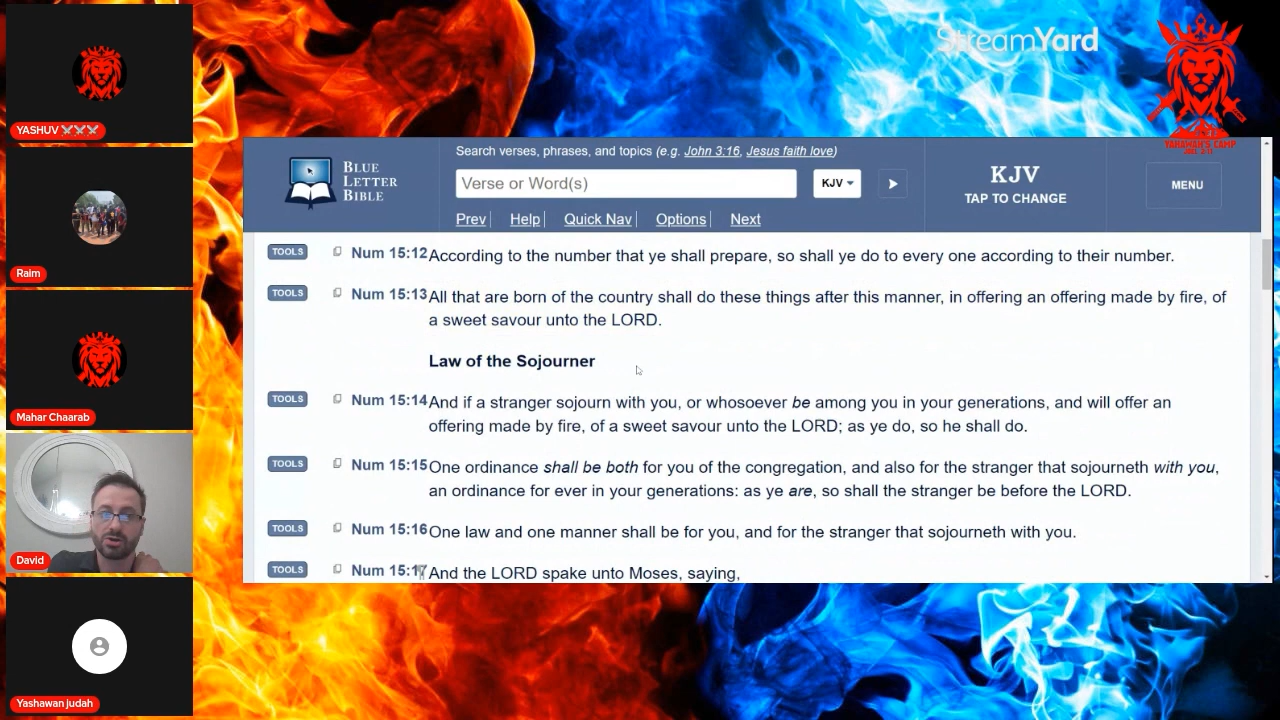 StreamYard
YAHAWAH'S CAMP
YASHUV ⚔⚔⚔
Raim
Mahar Chaarab
David
Yashawan judah
BLUE
LETTER
BIBLE
Search verses, phrases, and topics (e.g. John 3:16, Jesus faith love)
Verse or Word(s)
KJV
Prev
Help
Quick Nav
Options
Next
KJV
TAP TO CHANGE
MENU
TOOLS Num 15:12 According to the number that ye shall prepare, so shall ye do to every one according to their number.
TOOLS Num 15:13 All that are born of the country shall do these things after this manner, in offering an offering made by fire, of
a sweet savour unto the LORD.
Law of the Sojourner
TOOLS Num 15:14 And if a stranger sojourn with you, or whosoever be among you in your generations, and will offer an
offering made by fire, of a sweet savour unto the LORD; as ye do, so he shall do.
TOOLS Num 15:15 One ordinance shall be both for you of the congregation, and also for the stranger that sojourneth with you,
an ordinance for ever in your generations: as ye are, so shall the stranger be before the LORD.
TOOLS Num 15:16 One law and one manner shall be for you, and for the stranger that sojourneth with you.
TOOLS Num 15:17 And the LORD spake unto Moses, saying,